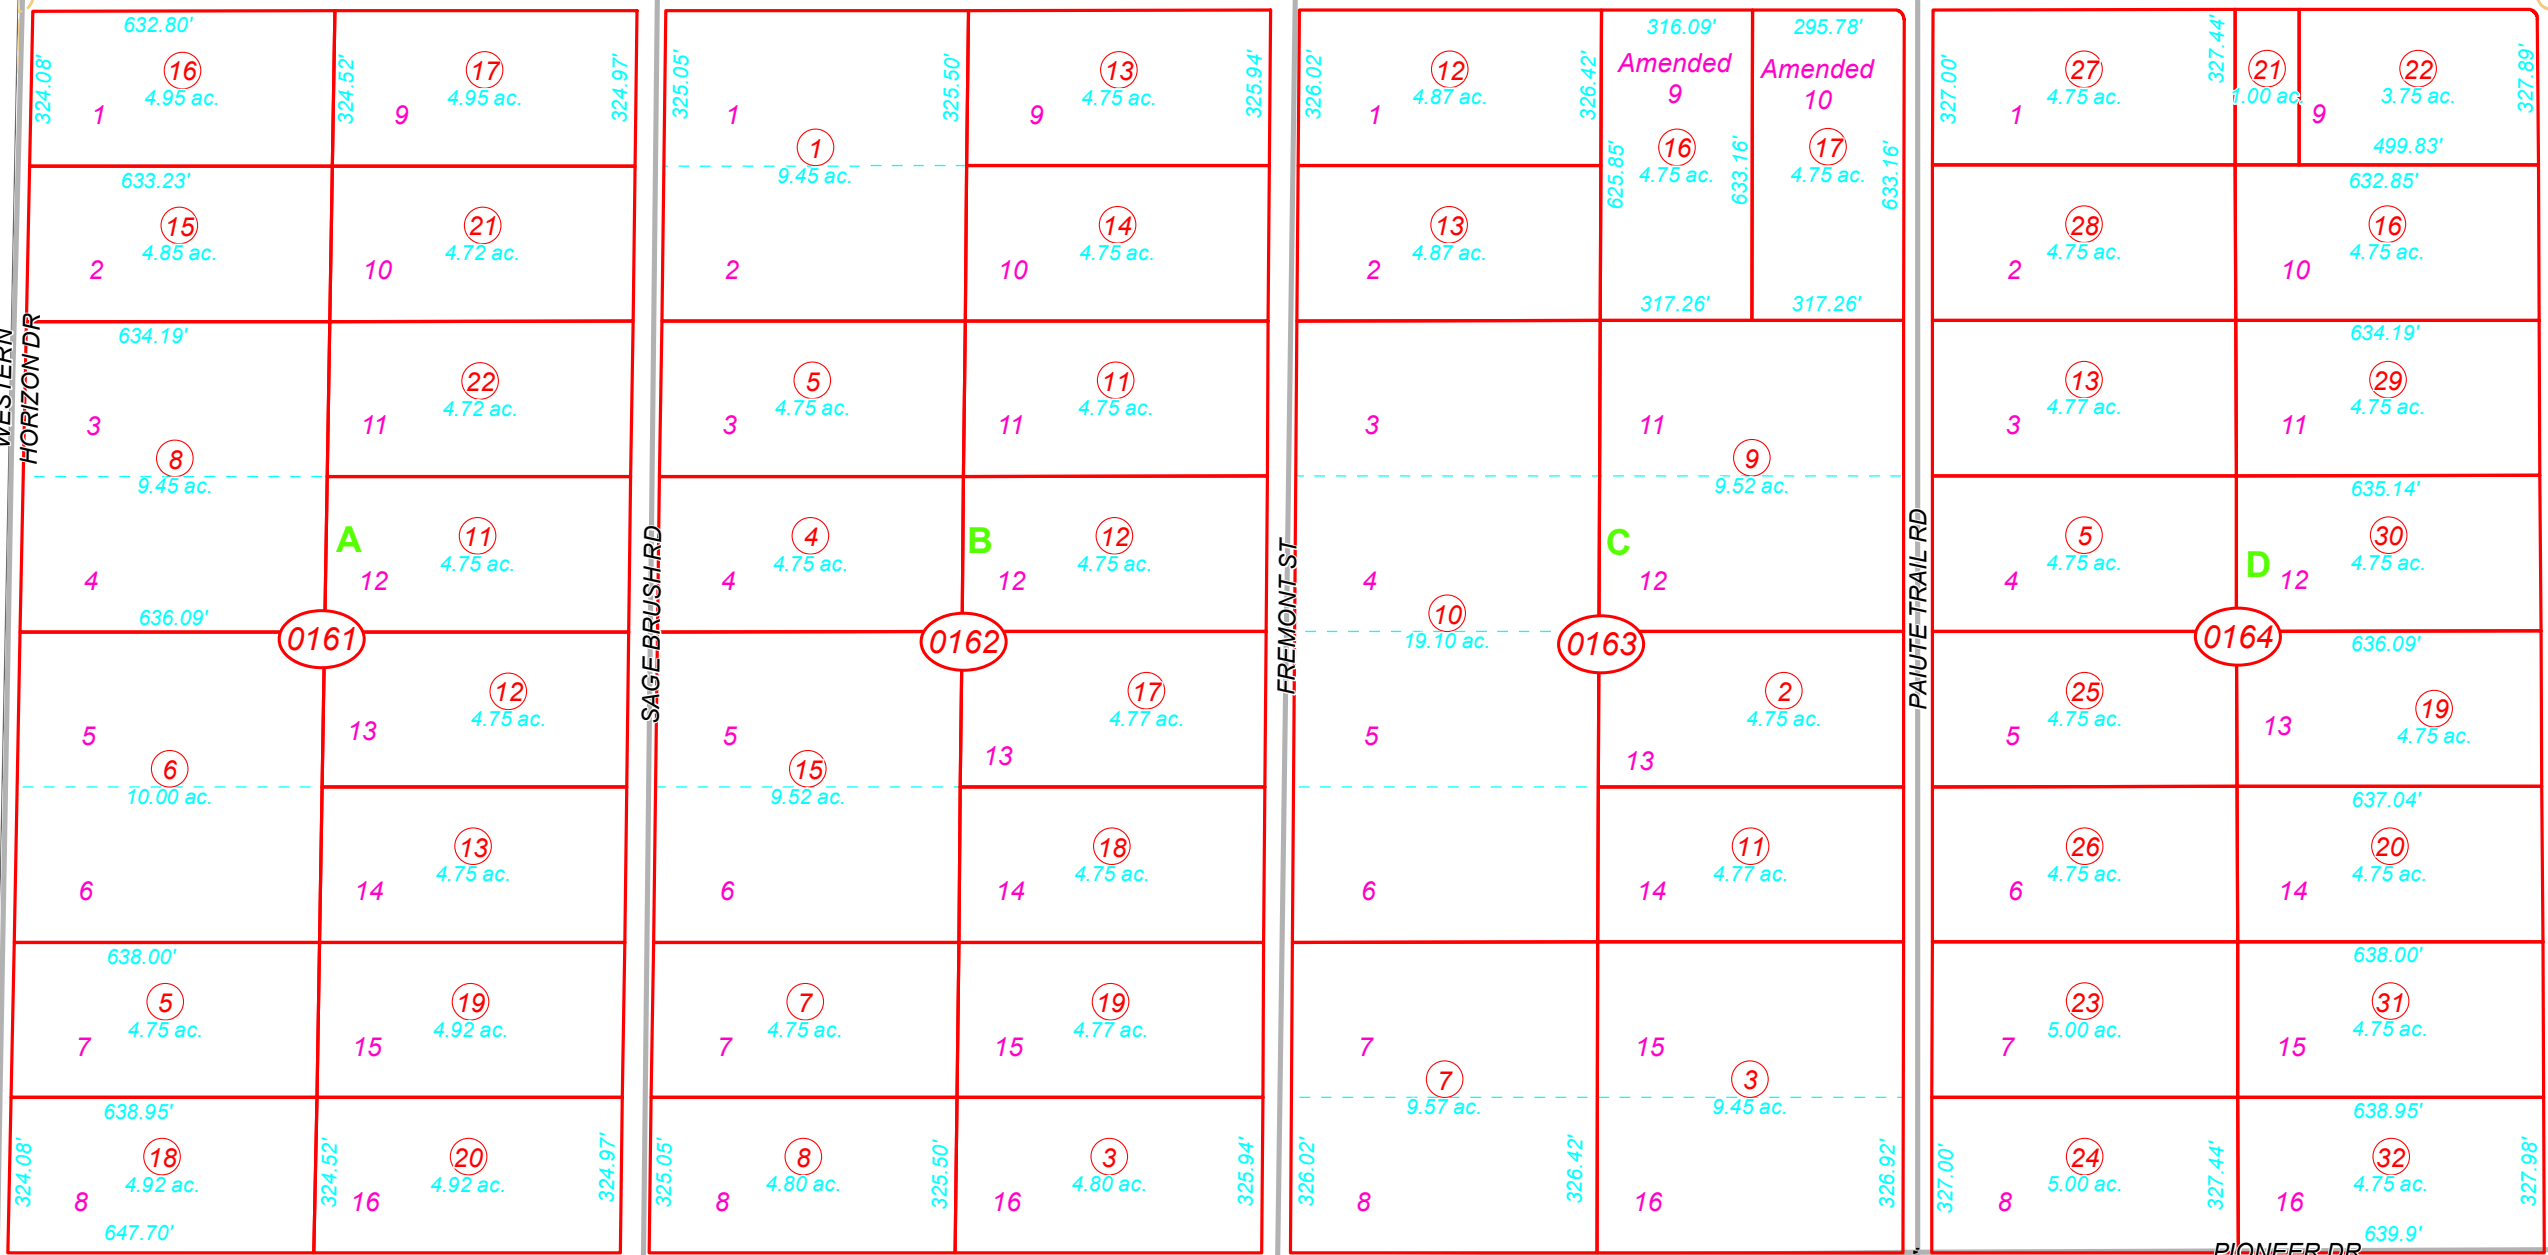 WESTERN
HORIZON DR
632.80'
324.08'
16
4.95 ac.
1
324.52'
17
4.95 ac.
9
324.97'
633.23'
15
4.85 ac.
2
21
4.72 ac.
10
634.19'
3
8
9.45 ac.
4
636.09'
22
4.72 ac.
11
A
11
4.75 ac.
12
0161
5
6
10.00 ac.
6
12
4.75 ac.
13
13
4.75 ac.
14
638.00'
5
4.75 ac.
7
19
4.92 ac.
15
638.95'
324.08'
18
4.92 ac.
8
647.70'
324.52'
20
4.92 ac.
16
324.97'
SAGE BRUSH RD
325.05'
1
1
9.45 ac.
2
325.50'
13
4.75 ac.
9
325.94'
14
4.75 ac.
10
5
4.75 ac.
3
11
4.75 ac.
11
4
4.75 ac.
4
B
12
4.75 ac.
12
0162
5
15
9.52 ac.
6
17
4.77 ac.
13
18
4.75 ac.
14
7
4.75 ac.
7
19
4.77 ac.
15
325.05'
8
4.80 ac.
8
325.50'
3
4.80 ac.
16
325.94'
FREMONT ST
326.02'
12
4.87 ac.
1
326.42'
316.09'
Amended
9
625.85'
16
4.75 ac.
633.16'
317.26'
295.78'
Amended
10
17
4.75 ac.
633.16'
317.26'
13
4.87 ac.
2
3
4
10
19.10 ac.
5
6
11
9
9.52 ac.
C
12
0163
2
4.75 ac.
13
11
4.77 ac.
14
7
7
9.57 ac.
326.02'
8
326.42'
15
3
9.45 ac.
16
326.92'
PAIUTE TRAIL RD
327.00'
27
4.75 ac.
1
327.44'
21
1.00 ac.
22
3.75 ac.
9
499.83'
327.89'
28
4.75 ac.
2
632.85'
16
4.75 ac.
10
13
4.77 ac.
3
634.19'
29
4.75 ac.
11
5
4.75 ac.
4
635.14'
D
30
4.75 ac.
12
0164
25
4.75 ac.
5
636.09'
19
4.75 ac.
13
26
4.75 ac.
6
637.04'
20
4.75 ac.
14
23
5.00 ac.
7
638.00'
31
4.75 ac.
15
327.00'
24
5.00 ac.
8
327.44'
638.95'
32
4.75 ac.
16
327.98'
639.9'
PIONEER DR